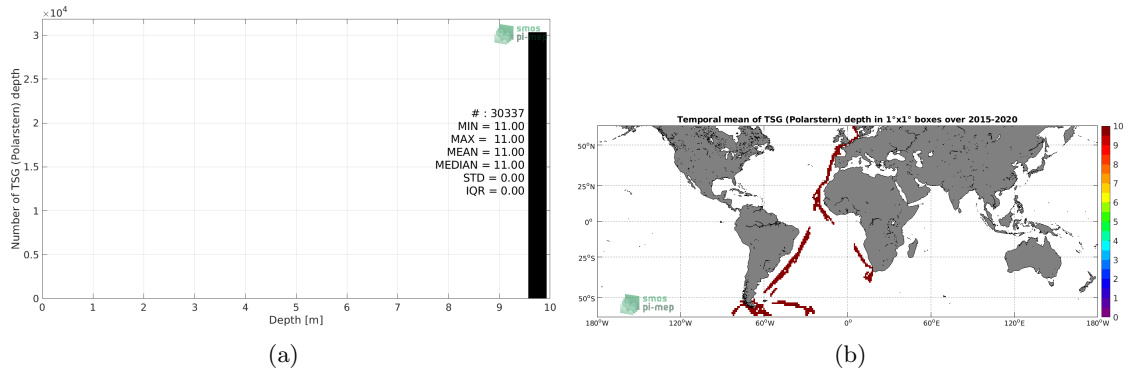 ×10⁴
3
2.5
2
1.5
1
0.5
0
Number of TSG (Polarstern) depth
smos
pi-mep
# : 30337
MIN = 11.00
MAX = 11.00
MEAN = 11.00
MEDIAN = 11.00
STD = 0.00
IQR = 0.00
0 1 2 3 4 5 6 7 8 9 10
Depth [m]
(a)
Temporal mean of TSG (Polarstern) depth in 1°x1° boxes over 2015-2020
50°N
25°N
0°
25°S
50°S
smos
pi-mep
180°W 120°W 60°W 0° 60°E 120°E 180°W
10
9
8
7
6
5
4
3
2
1
0
(b)